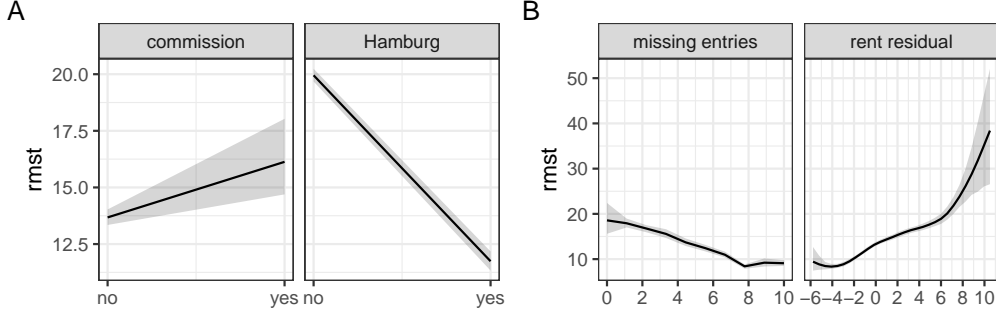 A
commission
Hamburg
rmst
20.0
17.5
15.0
12.5
no
yes
no
yes
B
missing entries
rent residual
rmst
50
40
30
20
10
0
2
4
6
8
10
−6
−4
−2
0
2
4
6
8
10